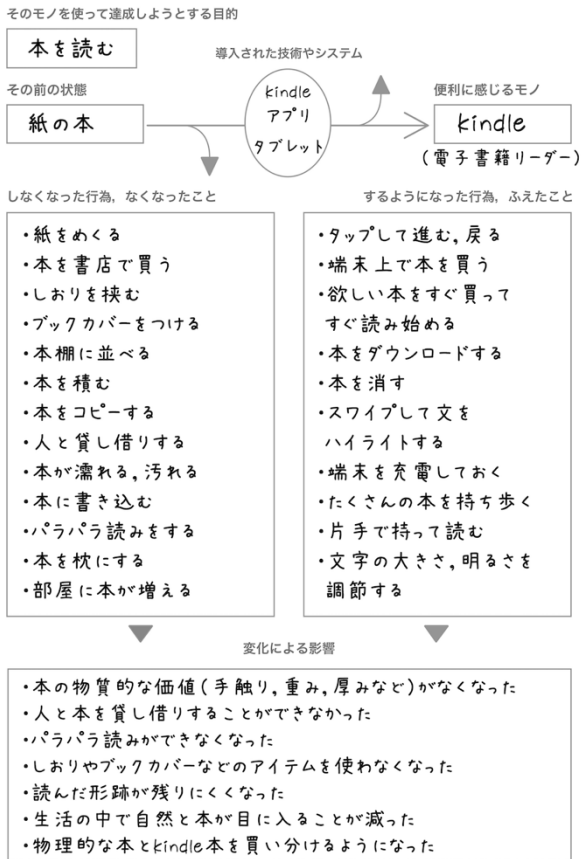 そのモノを使って達成しようとする目的
本を読む
導入された技術やシステム
その前の状態
紙の本
kindle
アプリ
タブレット
便利に感じるモノ
kindle
(電子書籍リーダー)
しなくなった行為，なくなったこと
・紙をめくる
・本を書店で買う
・しおりを挟む
・ブックカバーをつける
・本棚に並べる
・本を積む
・本をコピーする
・人と貸し借りする
・本が濡れる,汚れる
・本に書き込む
・パラパラ読みをする
・本を枕にする
・部屋に本が増える
するようになった行為，ふえたこと
・タップして進む,戻る
・端末上で本を買う
・欲しい本をすぐ買って
すぐ読み始める
・本をダウンロードする
・本を消す
・スワイプして文を
ハイライトする
・端末を充電しておく
・たくさんの本を持ち歩く
・片手で持って読む
・文字の大きさ,明るさを
調節する
変化による影響
・本の物質的な価値(手触り,重み,厚みなど)がなくなった
・人と本を貸し借りすることができなかった
・パラパラ読みができなくなった
・しおりやブックカバーなどのアイテムを使わなくなった
・読んだ形跡が残りにくくなった
・生活の中で自然と本が目に入ることが減った
・物理的な本とkindle本を買い分けるようになった